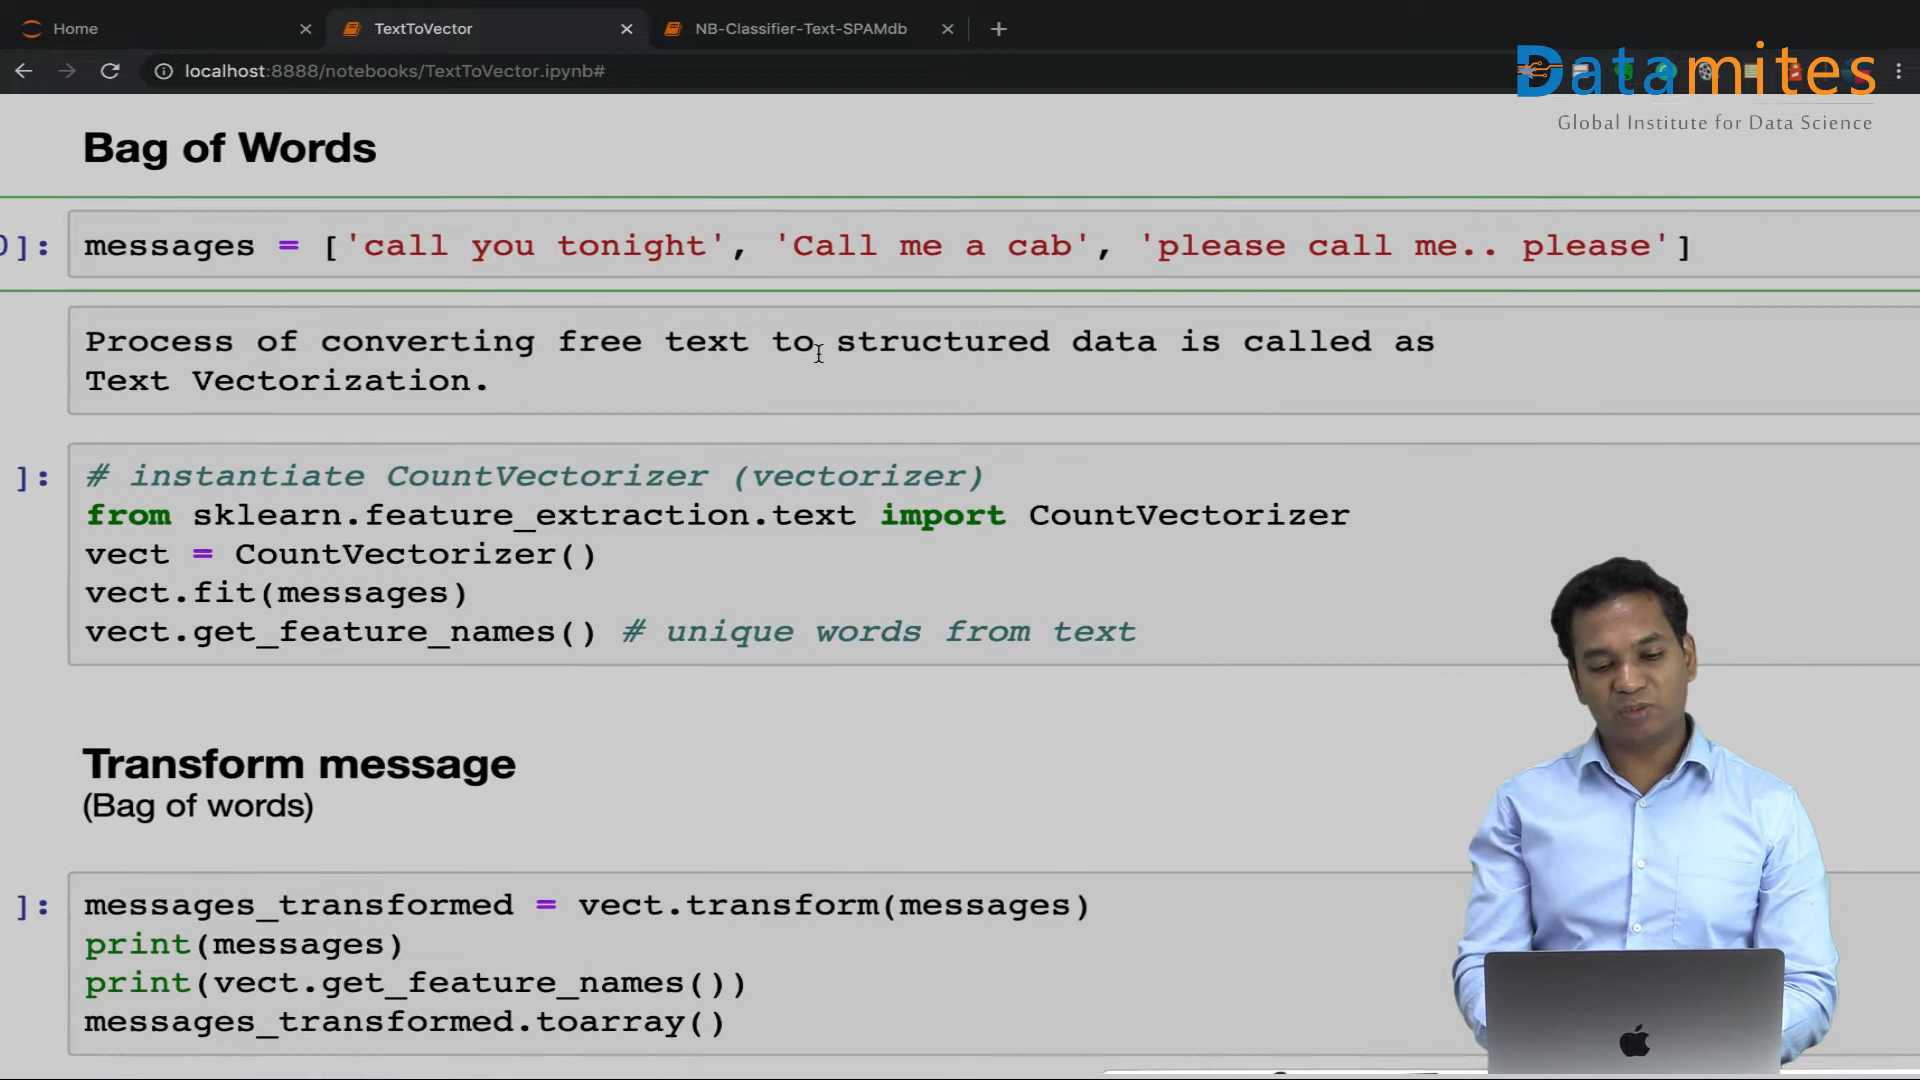 Home
TextToVector
NB-Classifier-Text-SPAMdb
localhost:8888/notebooks/TextToVector.ipynb#
Datamites
Global Institute for Data Science
Bag of Words
]:
messages = ['call you tonight', 'Call me a cab', 'please call me.. please']
Process of converting free text to structured data is called as
Text Vectorization.
]:
# instantiate CountVectorizer (vectorizer)
from sklearn.feature_extraction.text import CountVectorizer
vect = CountVectorizer()
vect.fit(messages)
vect.get_feature_names() # unique words from text
Transform message
(Bag of words)
]:
messages_transformed = vect.transform(messages)
print(messages)
print(vect.get_feature_names())
messages_transformed.toarray()